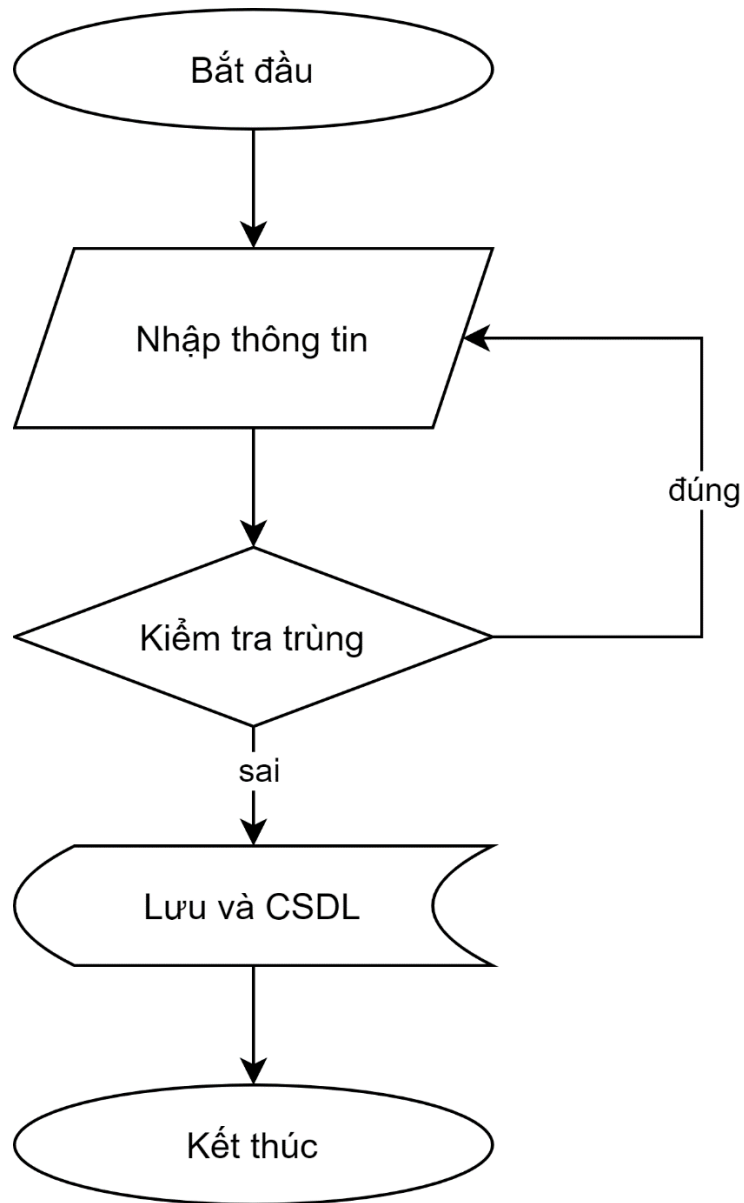 Bắt đầu
Nhập thông tin
đúng
Kiểm tra trùng
sai
Lưu và CSDL
Kết thúc